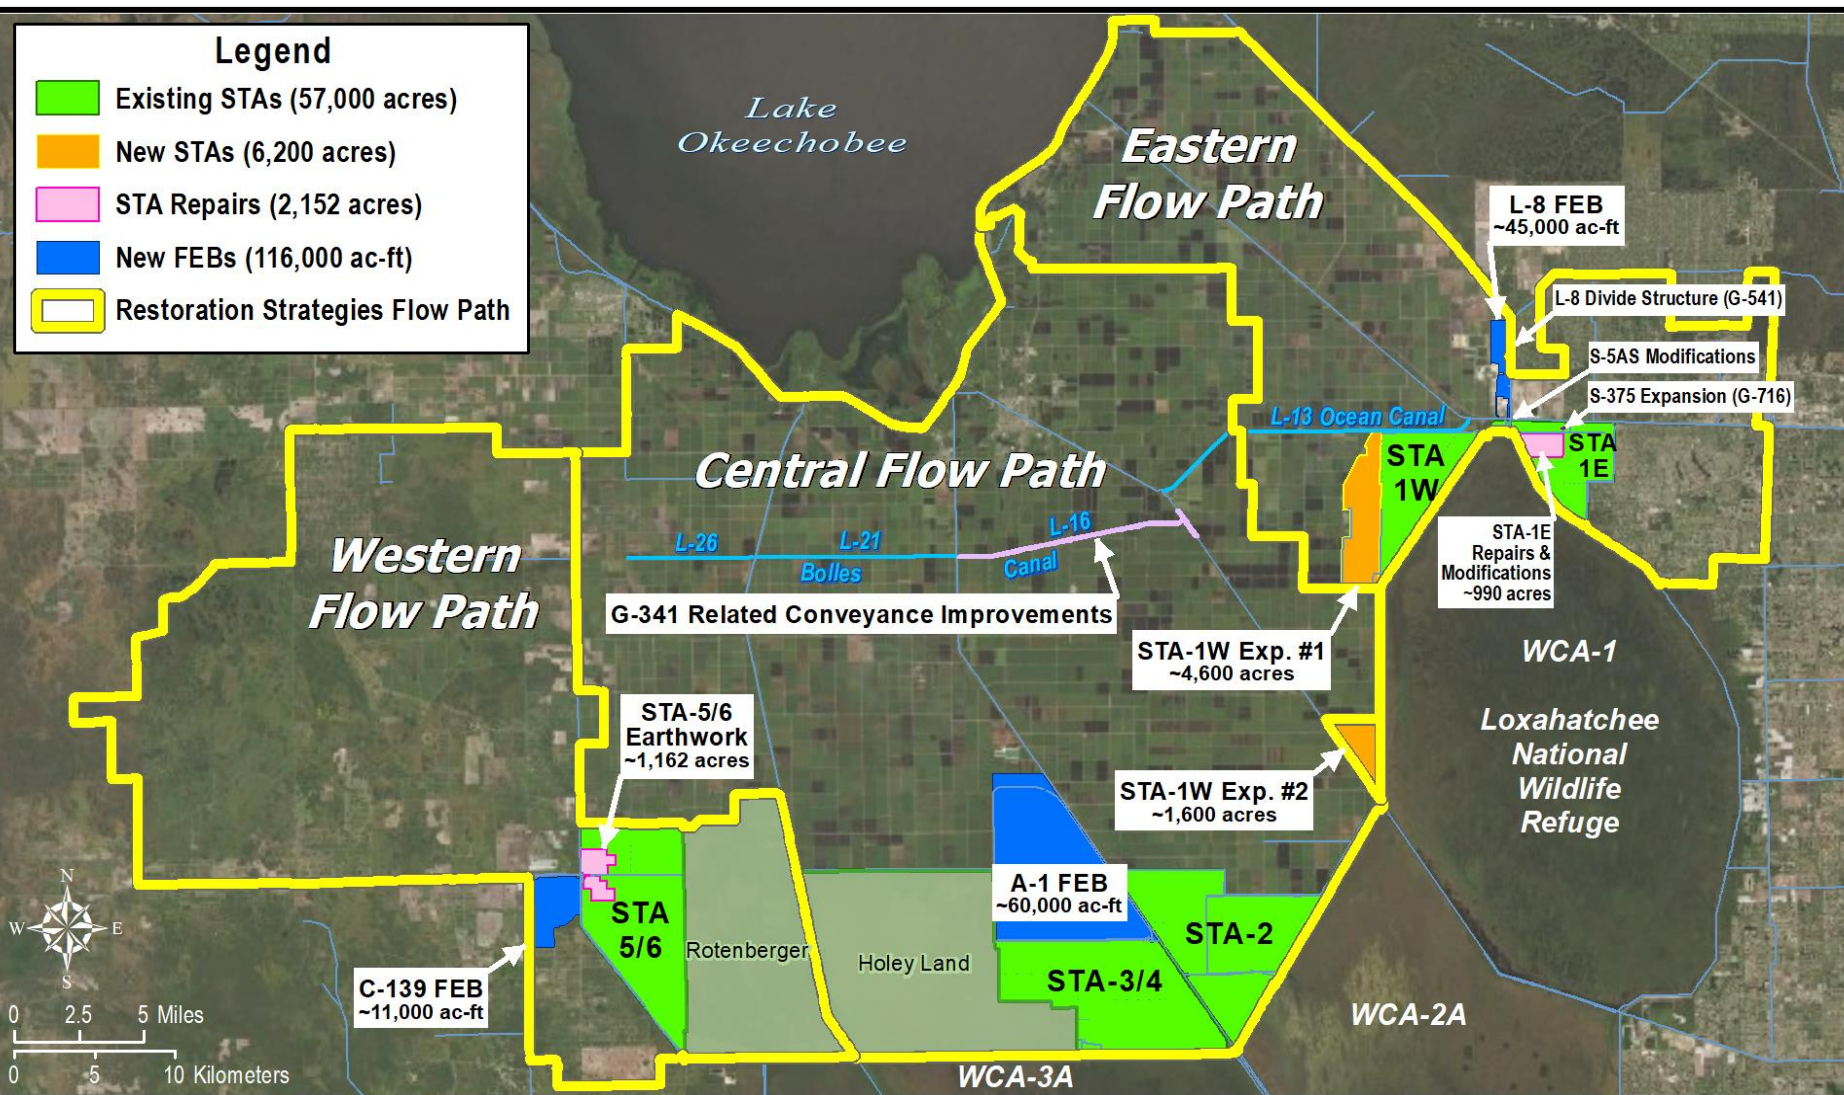 Legend
Existing STAs (57,000 acres)
New STAs (6,200 acres)
STA Repairs (2,152 acres)
New FEBs (116,000 ac-ft)
Restoration Strategies Flow Path
Lake
Okeechobee
Eastern
Flow Path
L-8 FEB
~45,000 ac-ft
L-8 Divide Structure (G-541)
S-5AS Modifications
S-375 Expansion (G-716)
L-13 Ocean Canal
STA
1W
STA
1E
Central Flow Path
L-26
L-21
L-16
Bolles
Canal
G-341 Related Conveyance Improvements
Western
Flow Path
STA-1E
Repairs &
Modifications
~990 acres
STA-1W Exp. #1
~4,600 acres
WCA-1
Loxahatchee
National
Wildlife
Refuge
STA-5/6
Earthwork
~1,162 acres
STA-1W Exp. #2
~1,600 acres
A-1 FEB
~60,000 ac-ft
STA
5/6
Rotenberger
Holey Land
STA-2
STA-3/4
C-139 FEB
~11,000 ac-ft
WCA-2A
WCA-3A
N
W
E
S
0 2.5 5 Miles
0 5 10 Kilometers